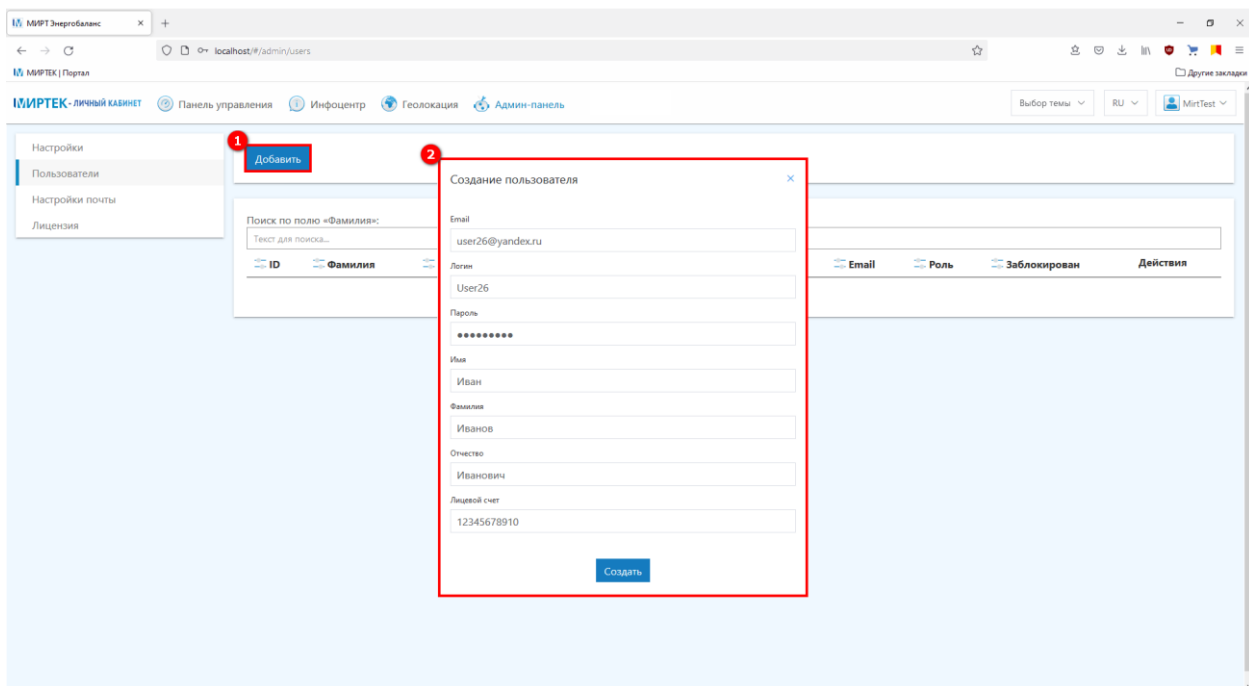 МИРТ Энергобаланс
localhost/#/admin/users
МИРТЕК | Портал
Другие закладки
МИРТЕК - ЛИЧНЫЙ КАБИНЕТ Панель управления Инфоцентр Геолокация Админ-панель Выбор темы RU MirtTest
Настройки
Пользователи
Настройки почты
Лицензия
1
Добавить
Поиск по полю «Фамилия»:
Текст для поиска...
ID Фамилия Email Роль Заблокирован Действия
2
Создание пользователя
Email
user26@yandex.ru
Логин
User26
Пароль
•••••••••
Имя
Иван
Фамилия
Иванов
Отчество
Иванович
Лицевой счет
12345678910
Создать